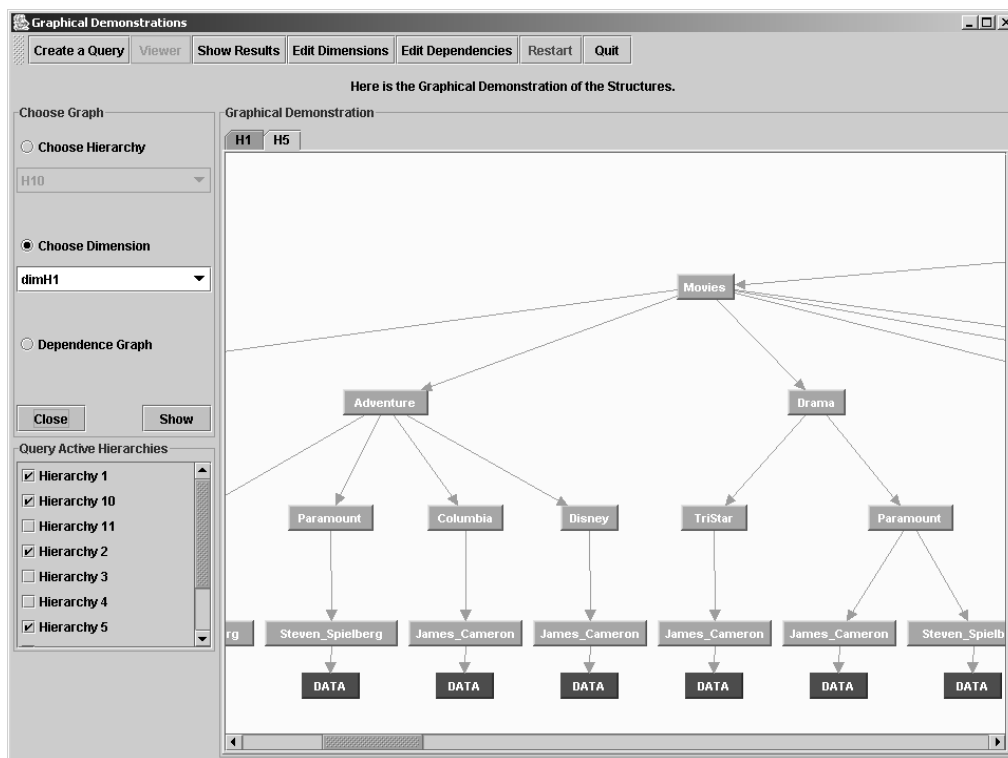 Graphical Demonstrations
Create a Query Viewer Show Results Edit Dimensions Edit Dependencies Restart Quit
Here is the Graphical Demonstration of the Structures.
Choose Graph
Choose Hierarchy
H10
Choose Dimension
dimH1
Dependence Graph
Close Show
Query Active Hierarchies
Hierarchy 1
Hierarchy 10
Hierarchy 11
Hierarchy 2
Hierarchy 3
Hierarchy 4
Hierarchy 5
Graphical Demonstration
H1 H5
Movies
Adventure Drama
Paramount Columbia Disney TriStar Paramount
rg Steven_Spielberg James_Cameron James_Cameron James_Cameron James_Cameron Steven_Spielb
DATA DATA DATA DATA DATA DATA